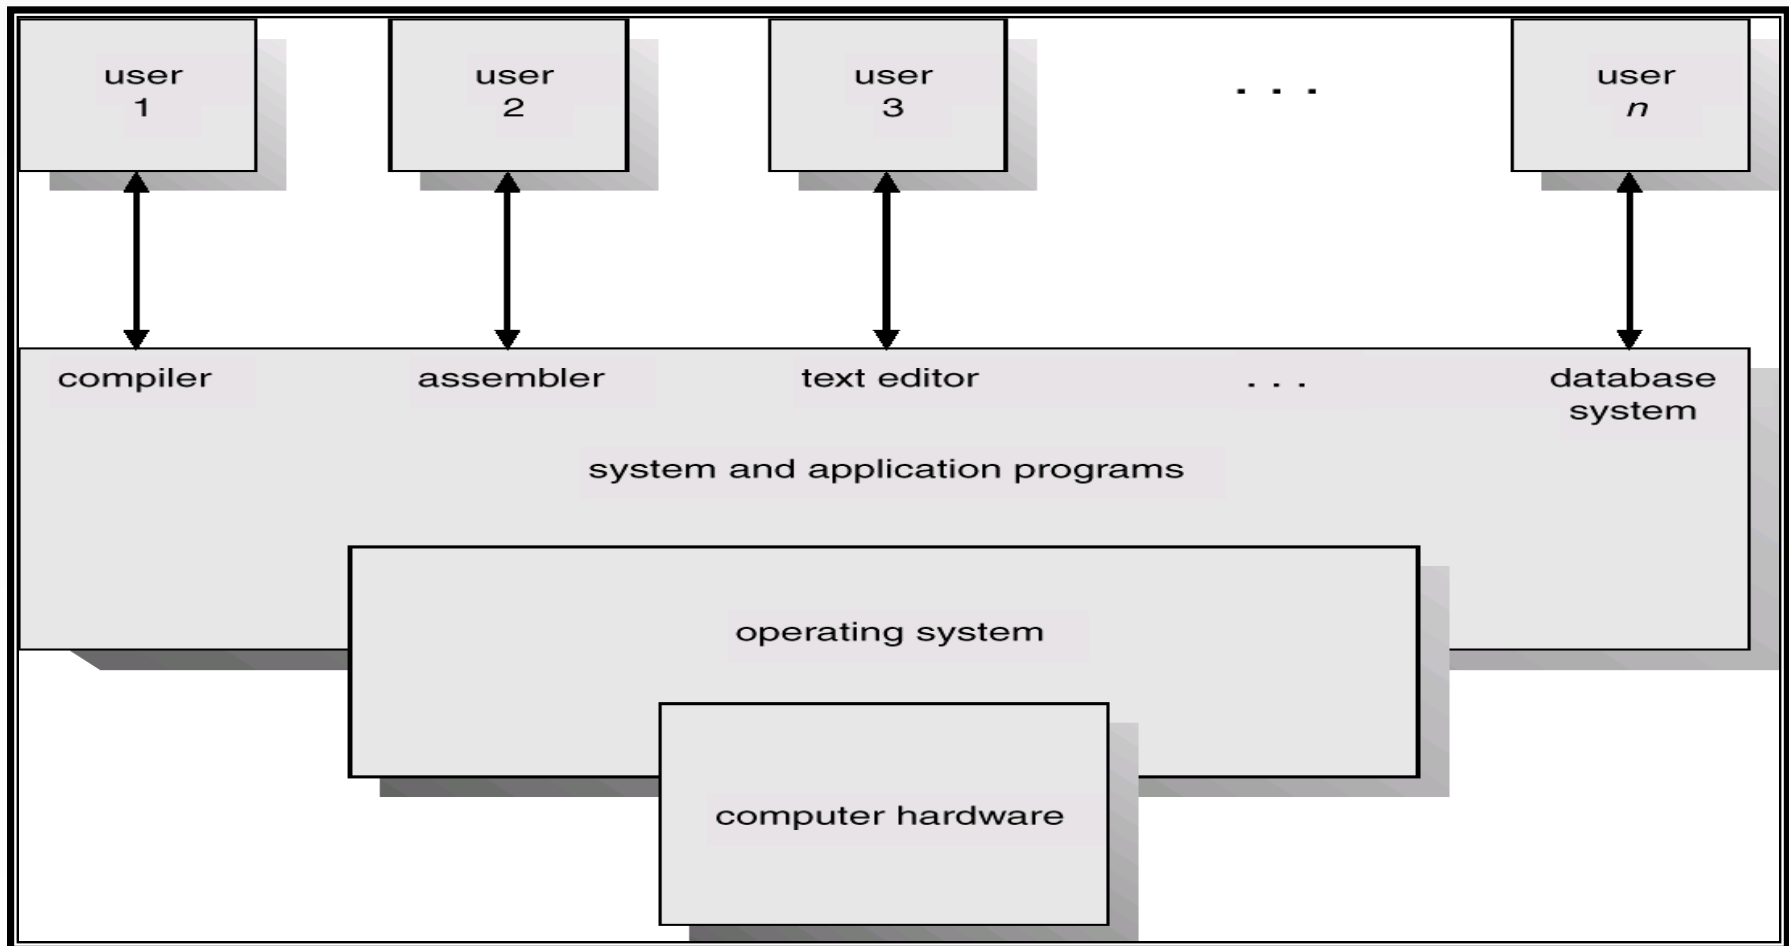 user
1
user
2
user
3
. . .
user
n
compiler
assembler
text editor
. . .
database
system
system and application programs
operating system
computer hardware